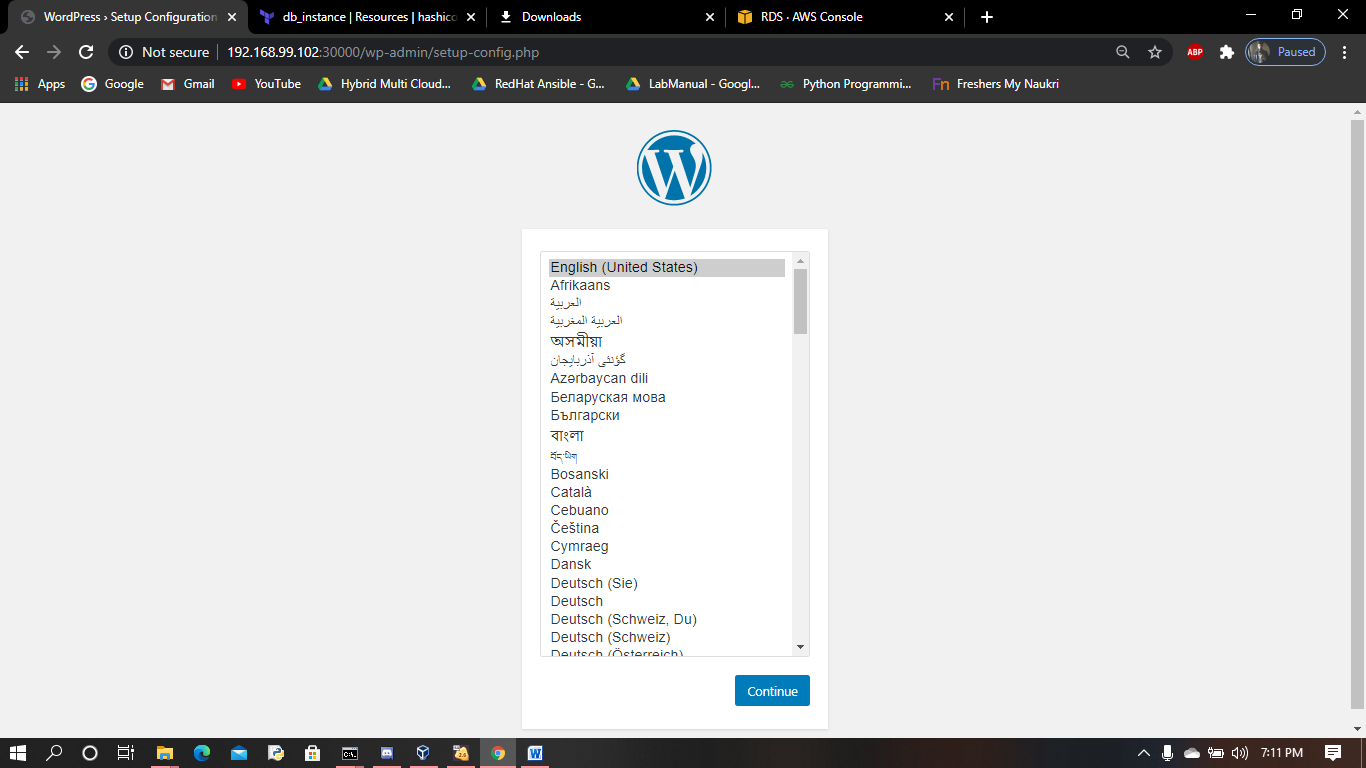 WordPress › Setup Configuration
db_instance | Resources | hashico
Downloads
RDS · AWS Console
Not secure
192.168.99.102:30000/wp-admin/setup-config.php
ABP
Paused
Apps
Google
Gmail
YouTube
Hybrid Multi Cloud...
RedHat Ansible - G...
LabManual - Googl...
Python Programmi...
Freshers My Naukri
English (United States)
Afrikaans
العربية
العربية المغربية
অসমীয়া
گؤنئی آذربایجان
Azərbaycan dili
Беларуская мова
Български
বাংলা
བོད་ཡིག
Bosanski
Català
Cebuano
Čeština
Cymraeg
Dansk
Deutsch (Sie)
Deutsch
Deutsch (Schweiz, Du)
Deutsch (Schweiz)
Deutsch (Österreich)
Continue
7:11 PM